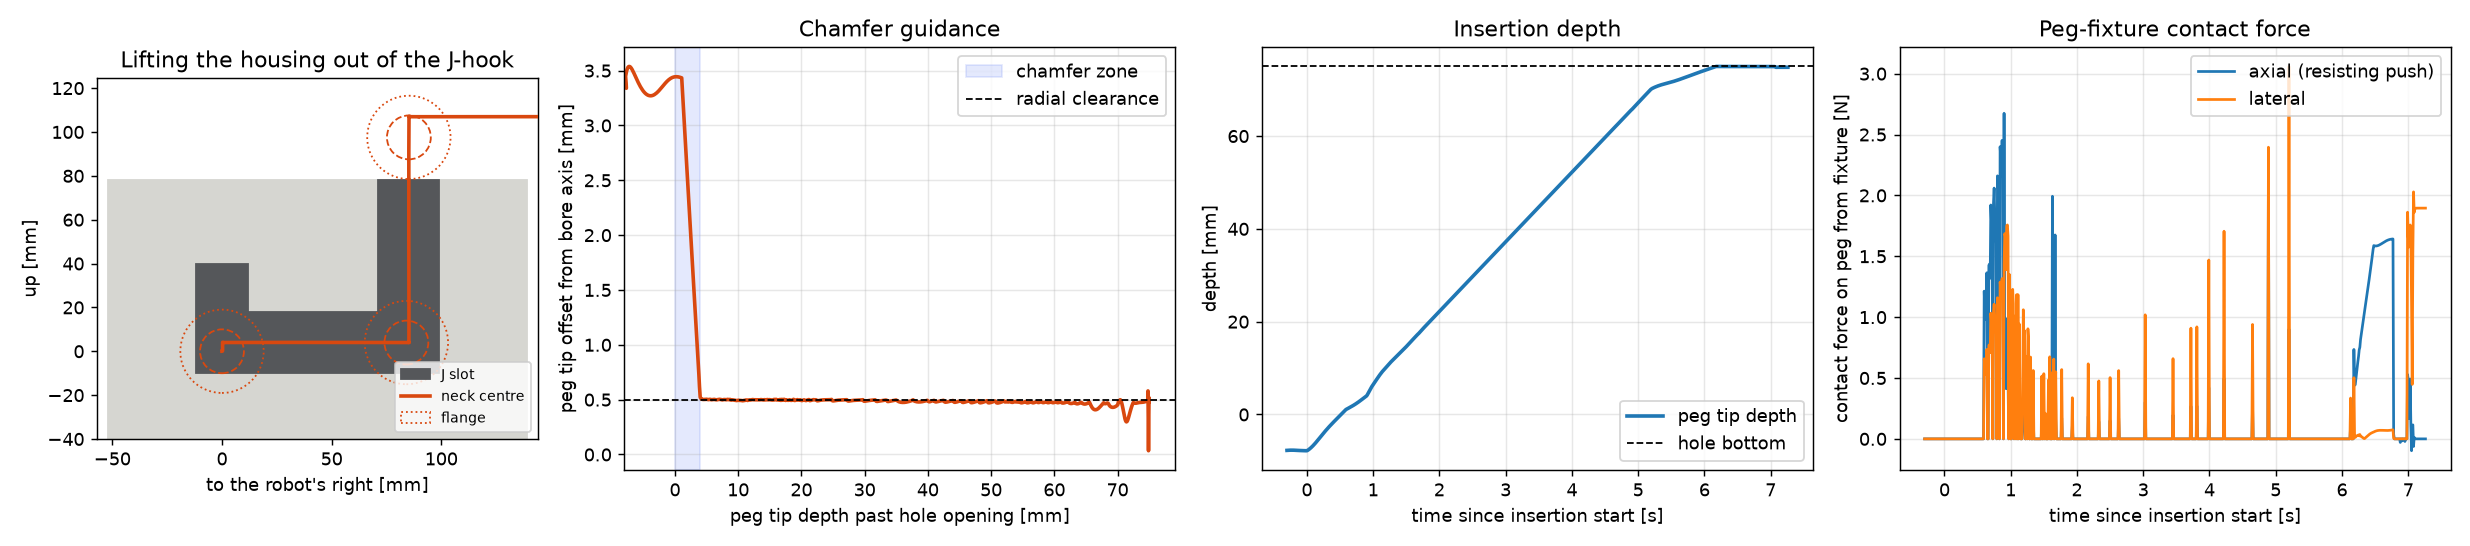 Lifting the housing out of the J-hook
up [mm]
120
100
80
60
40
20
0
−20
−40
−50
0
50
100
to the robot's right [mm]
J slot
neck centre
flange
Chamfer guidance
peg tip offset from bore axis [mm]
3.5
3.0
2.5
2.0
1.5
1.0
0.5
0.0
0
10
20
30
40
50
60
70
peg tip depth past hole opening [mm]
chamfer zone
radial clearance
Insertion depth
depth [mm]
60
40
20
0
0
1
2
3
4
5
6
7
time since insertion start [s]
peg tip depth
hole bottom
Peg-fixture contact force
contact force on peg from fixture [N]
3.0
2.5
2.0
1.5
1.0
0.5
0.0
0
1
2
3
4
5
6
7
time since insertion start [s]
axial (resisting push)
lateral